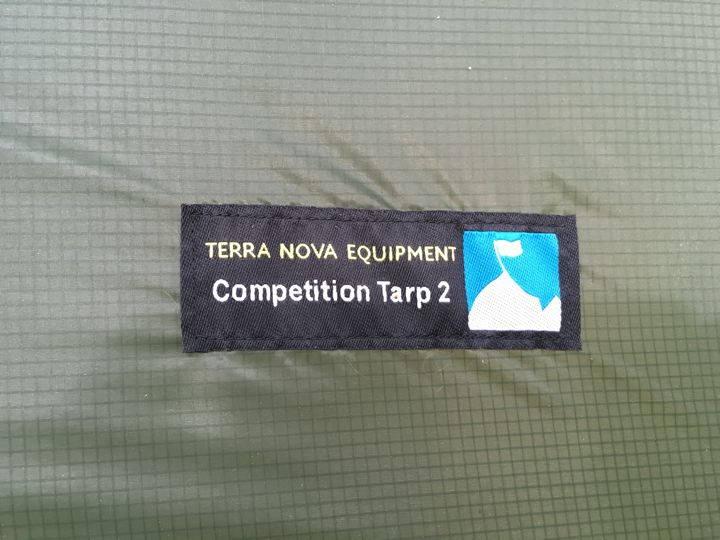 TERRA NOVA EQUIPMENT
Competition Tarp 2